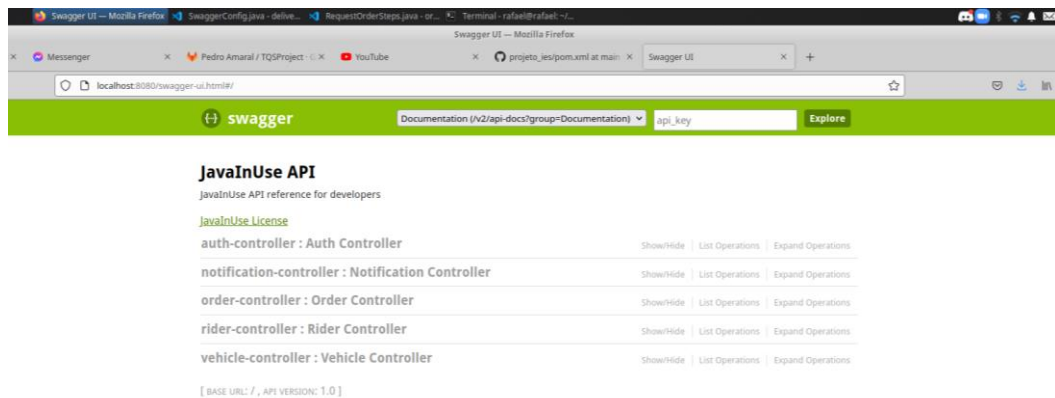 Swagger UI — Mozilla Firefox SwaggerConfig.java - delive... RequestOrderSteps.java - or... Terminal - rafael@rafael: ~/...
Swagger UI — Mozilla Firefox
Messenger Pedro Amaral / TQSProject · YouTube projeto_ies/pom.xml at main Swagger UI
localhost:8080/swagger-ui.html#/
swagger Documentation (/v2/api-docs?group=Documentation) api_key Explore
JavaInUse API
JavaInUse API reference for developers
JavaInUse License
auth-controller : Auth Controller Show/Hide List Operations Expand Operations
notification-controller : Notification Controller Show/Hide List Operations Expand Operations
order-controller : Order Controller Show/Hide List Operations Expand Operations
rider-controller : Rider Controller Show/Hide List Operations Expand Operations
vehicle-controller : Vehicle Controller Show/Hide List Operations Expand Operations
[ BASE URL: / , API VERSION: 1.0 ]